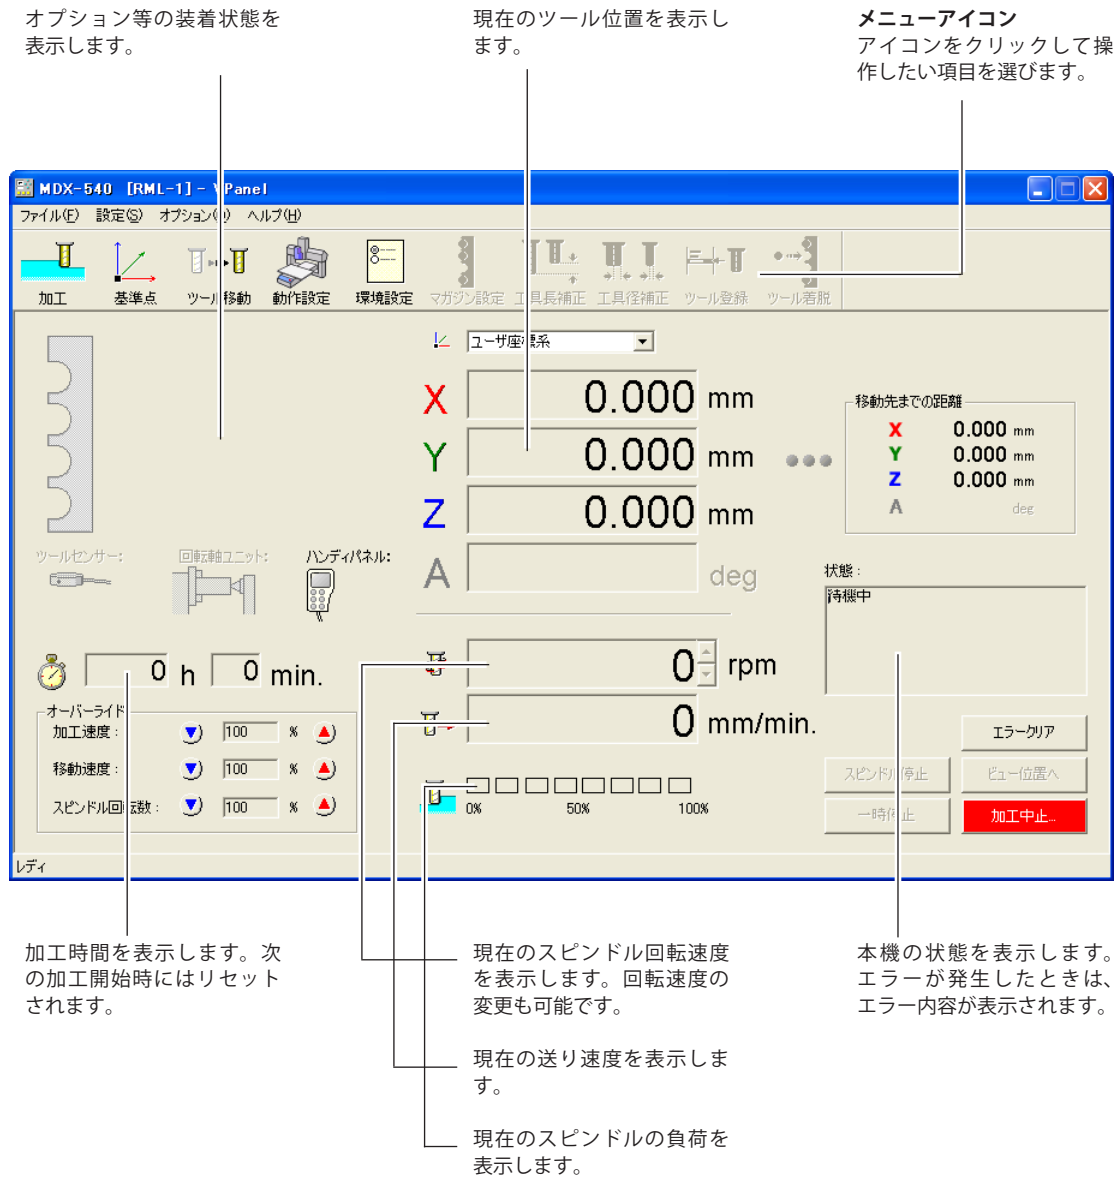 オプション等の装着状態を
表示します。
現在のツール位置を表示し
ます。
メニューアイコン
アイコンをクリックして操
作したい項目を選びます。
MDX-540 [RML-1] - VPanel
ファイル(F) 設定(S) オプション(O) ヘルプ(H)
加工 基準点 ツール移動 動作設定 環境設定 マガジン設定 工具長補正 工具径補正 ツール登録 ツール着脱
ユーザ座標系
X 0.000 mm
Y 0.000 mm
Z 0.000 mm
A deg
移動先までの距離
X 0.000 mm
Y 0.000 mm
Z 0.000 mm
A deg
ツールセンサー: 回転軸ユニット: ハンディパネル:
状態:
待機中
0 h 0 min.
0 rpm
0 mm/min.
オーバーライド
加工速度: 100 %
移動速度: 100 %
スピンドル回転数: 100 %
0% 50% 100%
エラークリア
スピンドル停止 ビュー位置へ
一時停止 加工中止...
レディ
加工時間を表示します。次
の加工開始時にはリセット
されます。
現在のスピンドル回転速度
を表示します。回転速度の
変更も可能です。
現在の送り速度を表示しま
す。
現在のスピンドルの負荷を
表示します。
本機の状態を表示します。
エラーが発生したときは、
エラー内容が表示されます。